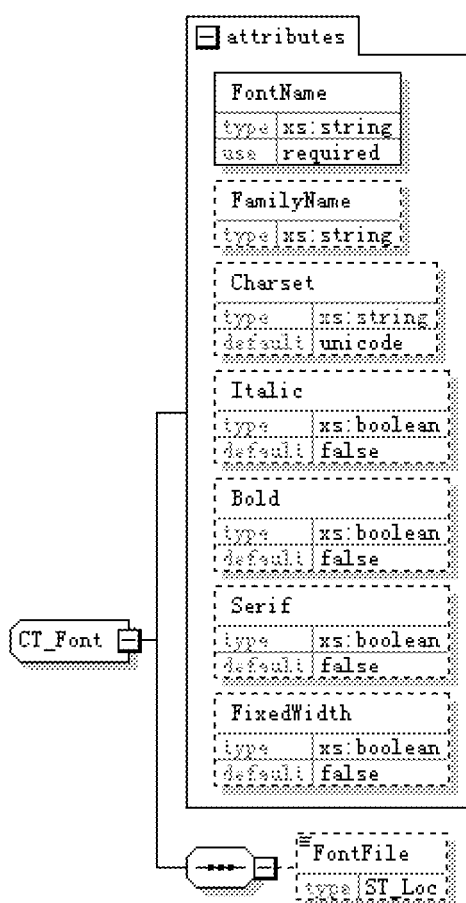 attributes
FontName
type xs:string
use required
FamilyName
type xs:string
Charset
type xs:string
default unicode
Italic
type xs:boolean
default false
Bold
type xs:boolean
default false
Serif
type xs:boolean
default false
FixedWidth
type xs:boolean
default false
CT_Font
FontFile
type ST_Loc